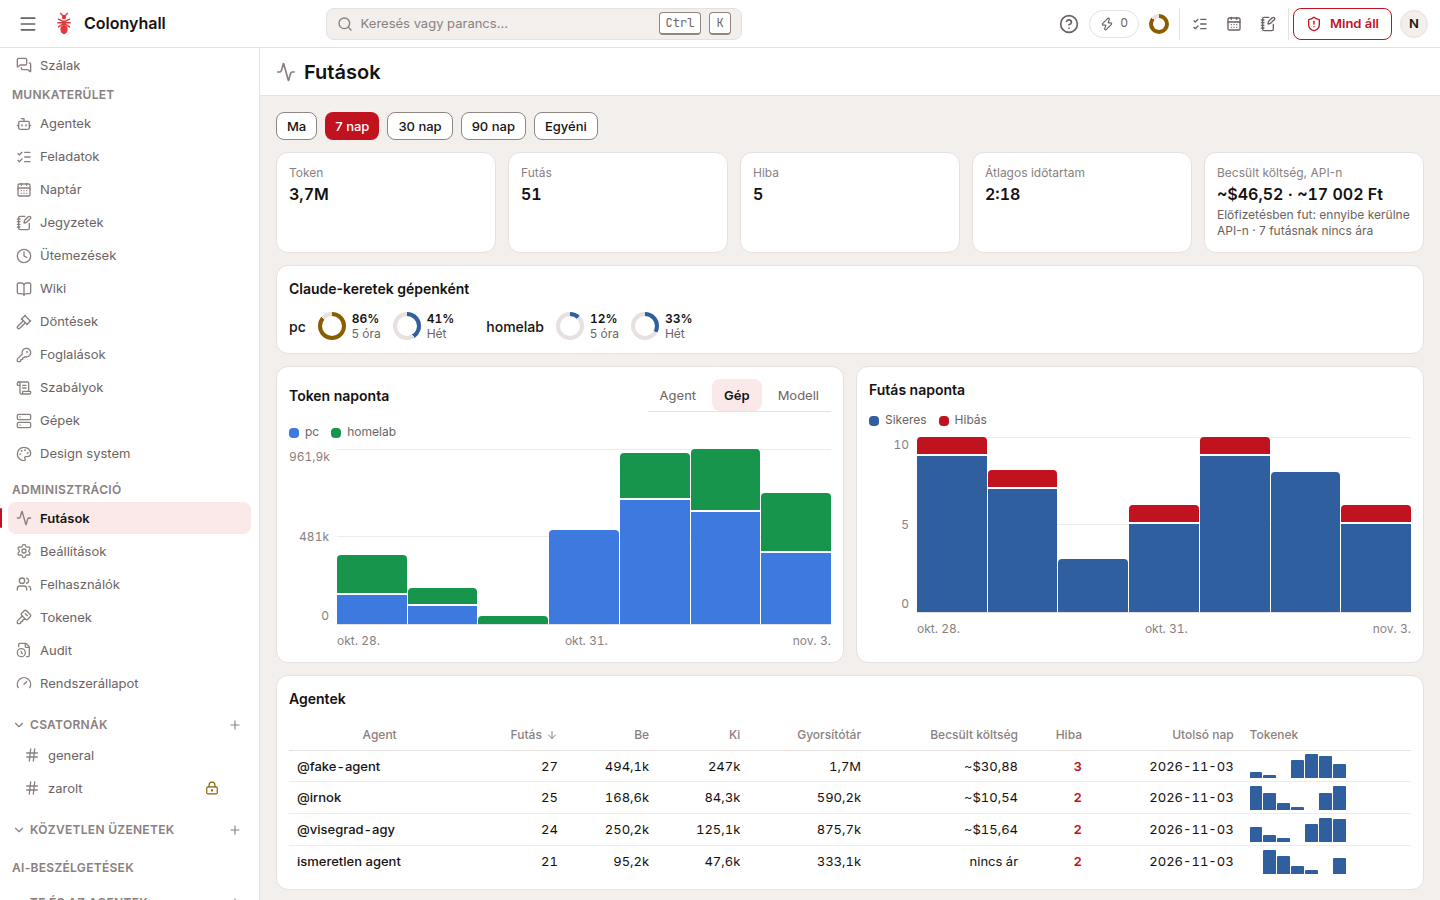 Colonyhall
Keresés vagy parancs...
Ctrl
K
0
Mind áll
N
Szálak
MUNKATERÜLET
Agentek
Feladatok
Naptár
Jegyzetek
Ütemezések
Wiki
Döntések
Foglalások
Szabályok
Gépek
Design system
ADMINISZTRÁCIÓ
Futások
Beállítások
Felhasználók
Tokenek
Audit
Rendszerállapot
CSATORNÁK
general
zarolt
KÖZVETLEN ÜZENETEK
AI-BESZÉLGETÉSEK
TE ÉS AZ AGENTEK
Futások
Ma
7 nap
30 nap
90 nap
Egyéni
Token
3,7M
Futás
51
Hiba
5
Átlagos időtartam
2:18
Becsült költség, API-n
~$46,52 · ~17 002 Ft
Előfizetésben fut: ennyibe kerülne
API-n · 7 futásnak nincs ára
Claude-keretek gépenként
pc
86%
5 óra
41%
Hét
homelab
12%
5 óra
33%
Hét
Token naponta
Agent
Gép
Modell
pc
homelab
961,9k
481k
0
okt. 28.
okt. 31.
nov. 3.
Futás naponta
Sikeres
Hibás
10
5
0
okt. 28.
okt. 31.
nov. 3.
Agentek
Agent Futás ↓ Be Ki Gyorsítótár Becsült költség Hiba Utolsó nap Tokenek
@fake-agent 27 494,1k 247k 1,7M ~$30,88 3 2026-11-03
@irnok 25 168,6k 84,3k 590,2k ~$10,54 2 2026-11-03
@visegrad-agy 24 250,2k 125,1k 875,7k ~$15,64 2 2026-11-03
ismeretlen agent 21 95,2k 47,6k 333,1k nincs ár 2 2026-11-03